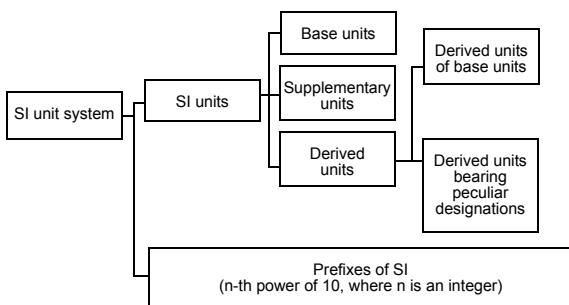 Base units
Derived units
of base units
SI units
Supplementary
units
SI unit system
Derived
units
Derived units
bearing
peculiar
designations
Prefixes of SI
(n-th power of 10, where n is an integer)